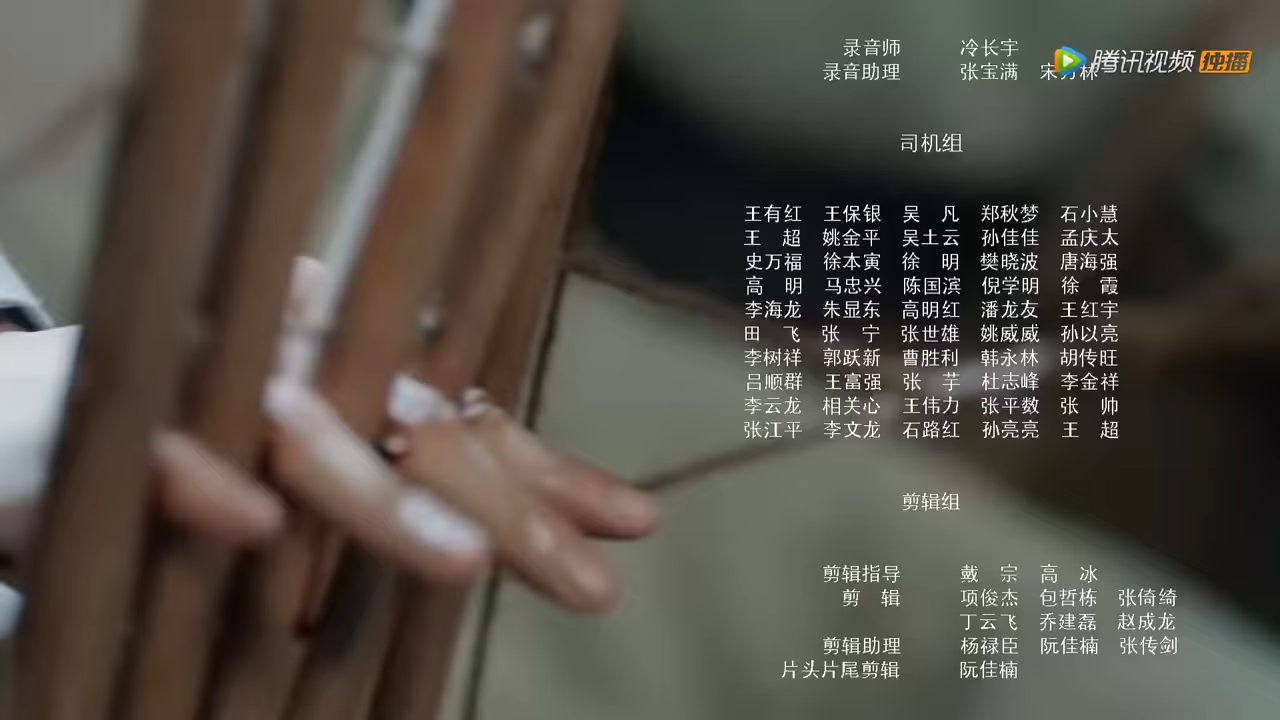 录音师 冷长宇
录音助理 张宝满 宋
腾讯视频 独播
司机组
王有红 王保银 吴 凡 郑秋梦 石小慧
王 超 姚金平 吴土云 孙佳佳 孟庆太
史万福 徐本寅 徐 明 樊晓波 唐海强
高 明 马忠兴 陈国滨 倪学明 徐 霞
李海龙 朱显东 高明红 潘龙友 王红宇
田 飞 张 宁 张世雄 姚威威 孙以亮
李树祥 郭跃新 曹胜利 韩永林 胡传旺
吕顺群 王富强 张 芋 杜志峰 李金祥
李云龙 相关心 王伟力 张平数 张 帅
张江平 李文龙 石路红 孙亮亮 王 超
剪辑组
剪辑指导 戴 宗 高 冰
剪 辑 项俊杰 包哲栋 张倚绮
丁云飞 乔建磊 赵成龙
剪辑助理 杨禄臣 阮佳楠 张传剑
片头片尾剪辑 阮佳楠